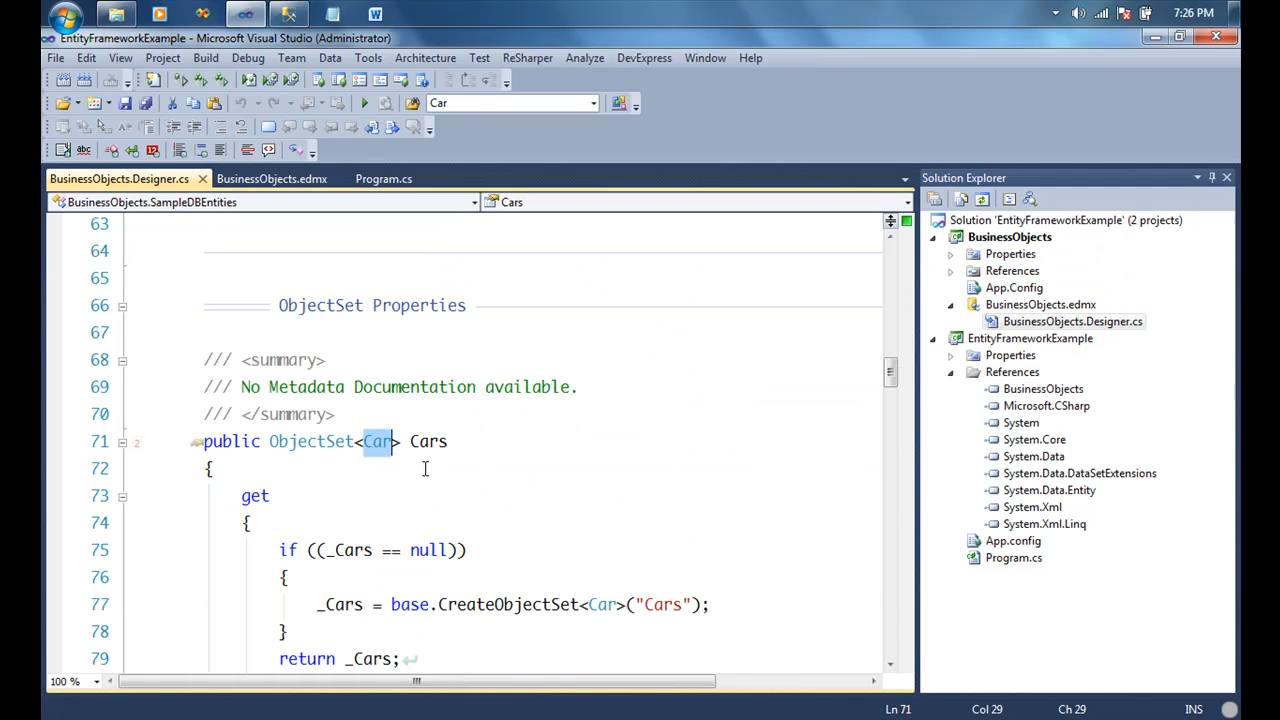 7:26 PM
EntityFrameworkExample - Microsoft Visual Studio (Administrator)
File Edit View Project Build Debug Team Data Tools Architecture Test ReSharper Analyze DevExpress Window Help
Car
BusinessObjects.Designer.cs BusinessObjects.edmx Program.cs
BusinessObjects.SampleDBEntities Cars
63
64
65
66 ObjectSet Properties
67
68 /// <summary>
69 /// No Metadata Documentation available.
70 /// </summary>
71 2 public ObjectSet<Car> Cars
72 {
73 get
74 {
75 if ((_Cars == null))
76 {
77 _Cars = base.CreateObjectSet<Car>("Cars");
78 }
79 return _Cars;
100 %
Solution Explorer
Solution 'EntityFrameworkExample' (2 projects)
BusinessObjects
Properties
References
App.Config
BusinessObjects.edmx
BusinessObjects.Designer.cs
EntityFrameworkExample
Properties
References
BusinessObjects
Microsoft.CSharp
System
System.Core
System.Data
System.Data.DataSetExtensions
System.Data.Entity
System.Xml
System.Xml.Linq
App.config
Program.cs
Ln 71 Col 29 Ch 29 INS